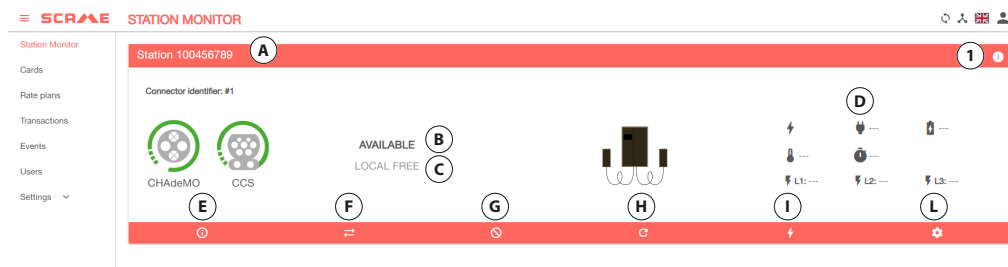 SCAME STATION MONITOR
Station Monitor
Cards
Rate plans
Transactions
Events
Users
Settings
Station 100456789 A 1
Connector identifier: #1
CHAdeMO CCS
AVAILABLE B
LOCAL FREE C
D
--- ---
--- ---
L1: --- L2: --- L3: ---
E F G H I L